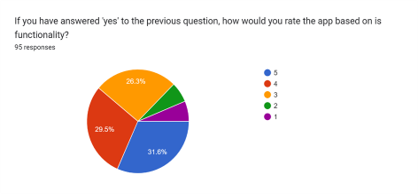 If you have answered 'yes' to the previous question, how would you rate the app based on is
functionality?
95 responses
5
4
3
2
1
26.3%
29.5%
31.6%